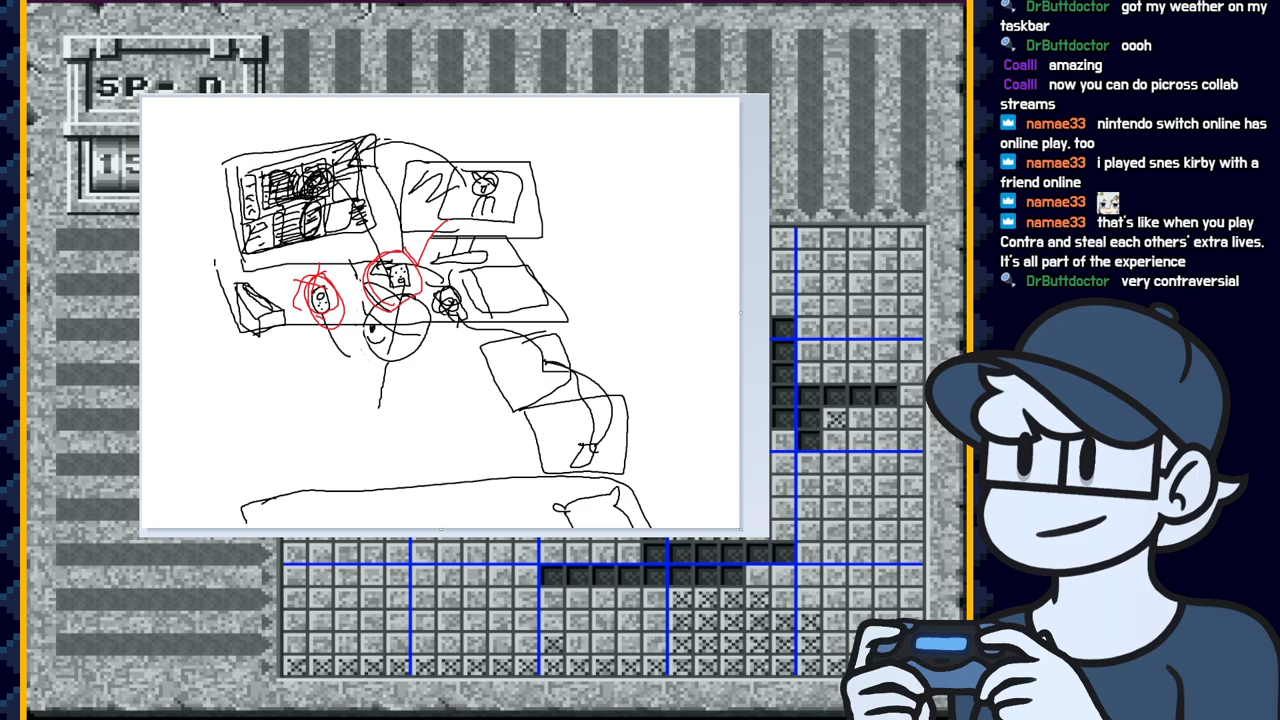 SP-D
15
DrButtdoctor got my weather on my
taskbar
DrButtdoctor oooh
Coalll amazing
Coalll now you can do picross collab
streams
namae33 nintendo switch online has
online play, too
namae33 i played snes kirby with a
friend online
namae33
namae33 that's like when you play
Contra and steal each others' extra lives.
It's all part of the experience
DrButtdoctor very contraversial